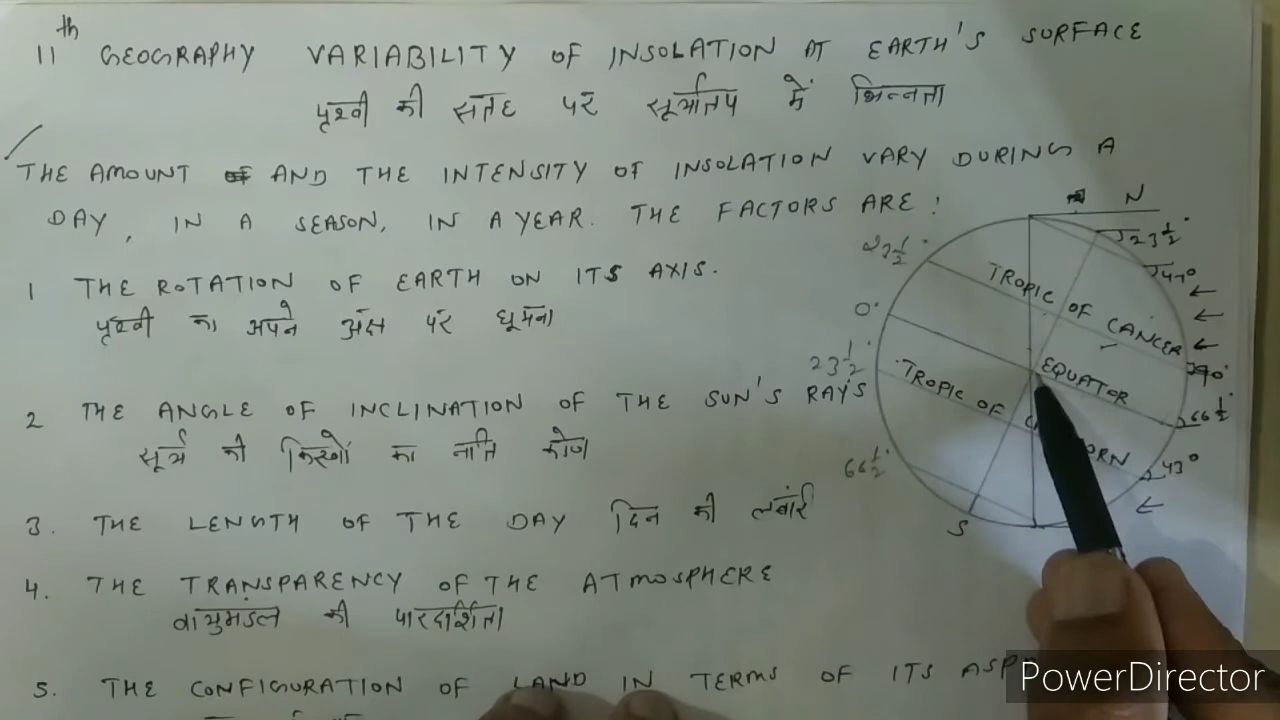 11th GEOGRAPHY VARIABILITY OF INSOLATION AT EARTH'S SURFACE
पृथ्वी की सतह पर सूर्यातप में भिन्नता
THE AMOUNT AND THE INTENSITY OF INSOLATION VARY DURING A
DAY, IN A SEASON, IN A YEAR. THE FACTORS ARE:
1 THE ROTATION OF EARTH ON ITS AXIS.
पृथ्वी का अपने अक्ष पर घूमना
2 THE ANGLE OF INCLINATION OF THE SUN'S RAYS
सूर्य की किरणों का नति कोण
3. THE LENGTH OF THE DAY दिन की लंबाई
4. THE TRANSPARENCY OF THE ATMOSPHERE
वायुमंडल की पारदर्शिता
5. THE CONFIGURATION OF LAND IN TERMS OF ITS
N
23½°
47°
TROPIC OF CANCER
90°
0°
EQUATOR
66½°
23½°
TROPIC OF
43°
66½°
S
PowerDirector